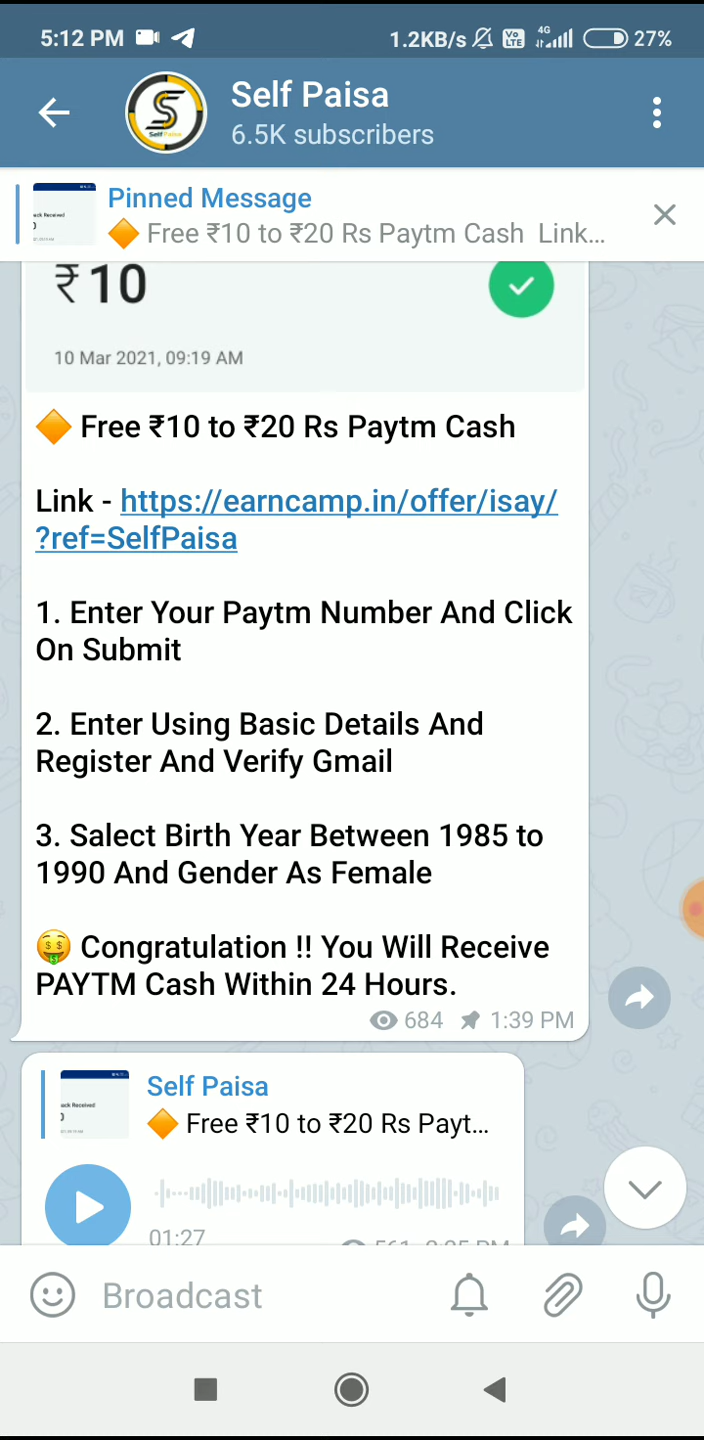 5:12 PM 1.2KB/s Vo LTE 4G 27%
Self Paisa
6.5K subscribers
Pinned Message
🔶 Free ₹10 to ₹20 Rs Paytm Cash Link...
₹10
10 Mar 2021, 09:19 AM
🔶 Free ₹10 to ₹20 Rs Paytm Cash
Link - https://earncamp.in/offer/isay/
?ref=SelfPaisa
1. Enter Your Paytm Number And Click
On Submit
2. Enter Using Basic Details And
Register And Verify Gmail
3. Salect Birth Year Between 1985 to
1990 And Gender As Female
🤑 Congratulation !! You Will Receive
PAYTM Cash Within 24 Hours.
684 1:39 PM
Self Paisa
🔶 Free ₹10 to ₹20 Rs Payt...
01:27
Broadcast